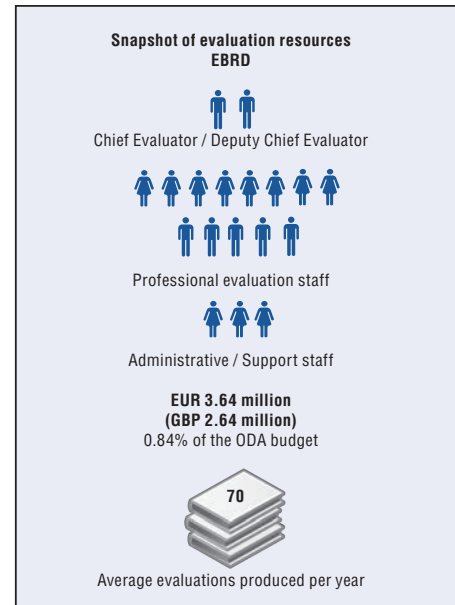 Snapshot of evaluation resources
EBRD
Chief Evaluator / Deputy Chief Evaluator
Professional evaluation staff
Administrative / Support staff
EUR 3.64 million
(GBP 2.64 million)
0.84% of the ODA budget
70
Average evaluations produced per year